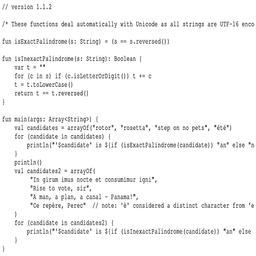 // version 1.1.2
/* These functions deal automatically with Unicode as all strings are UTF-16 enco
fun isExactPalindrome(s: String) = (s == s.reversed())
fun isInexactPalindrome(s: String): Boolean {
var t = ""
for (c in s) if (c.isLetterOrDigit()) t += c
t = t.toLowerCase()
return t == t.reversed()
}
fun main(args: Array<String>) {
val candidates = arrayOf("rotor", "rosetta", "step on no pets", "été")
for (candidate in candidates) {
println("'$candidate' is ${if (isExactPalindrome(candidate)) "an" else "n
}
println()
val candidates2 = arrayOf(
"In girum imus nocte et consumimur igni",
"Rise to vote, sir",
"A man, a plan, a canal - Panama!",
"Ce repère, Perec" // note: 'è' considered a distinct character from 'e
)
for (candidate in candidates2) {
println("'$candidate' is ${if (isInexactPalindrome(candidate)) "an" else
}
}